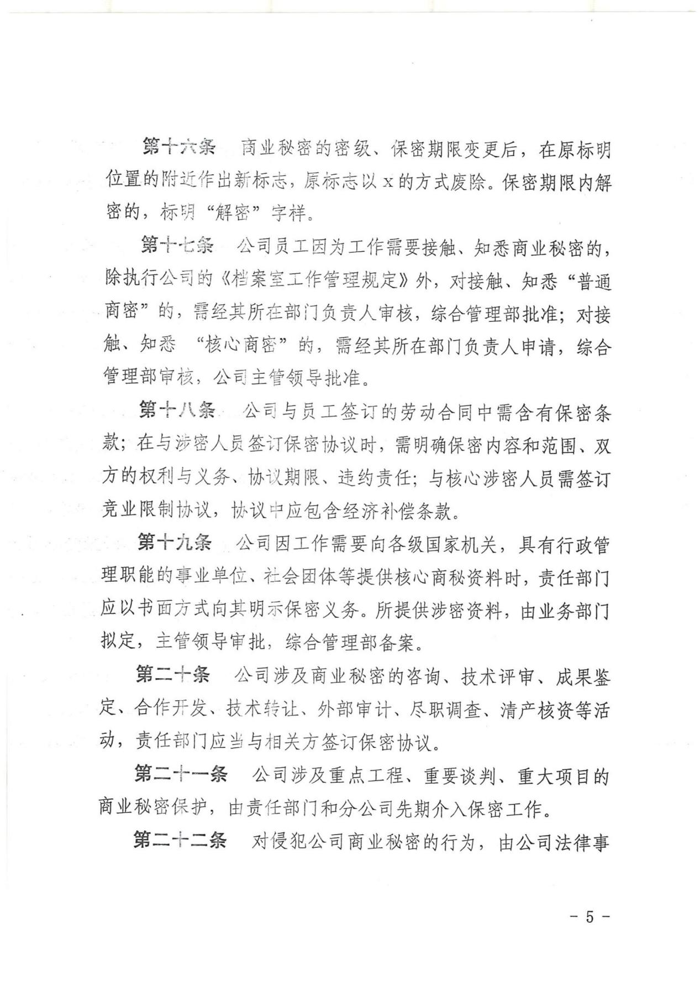 第十六条 商业秘密的密级、保密期限变更后，在原标明
位置的附近作出新标志，原标志以x的方式废除。保密期限内解
密的，标明“解密”字样。
第十七条 公司员工因为工作需要接触、知悉商业秘密的，
除执行公司的《档案室工作管理规定》外，对接触、知悉“普通
商密”的，需经其所在部门负责人审核，综合管理部批准；对接
触、知悉 “核心商密”的，需经其所在部门负责人申请，综合
管理部审核，公司主管领导批准。
第十八条 公司与员工签订的劳动合同中需含有保密条
款；在与涉密人员签订保密协议时，需明确保密内容和范围、双
方的权利与义务、协议期限、违约责任；与核心涉密人员需签订
竞业限制协议，协议中应包含经济补偿条款。
第十九条 公司因工作需要向各级国家机关，具有行政管
理职能的事业单位、社会团体等提供核心商秘资料时，责任部门
应以书面方式向其明示保密义务。所提供涉密资料，由业务部门
拟定，主管领导审批，综合管理部备案。
第二十条 公司涉及商业秘密的咨询、技术评审、成果鉴
定、合作开发、技术转让、外部审计、尽职调查、清产核资等活
动，责任部门应当与相关方签订保密协议。
第二十一条 公司涉及重点工程、重要谈判、重大项目的
商业秘密保护，由责任部门和分公司先期介入保密工作。
第二十二条 对侵犯公司商业秘密的行为，由公司法律事
- 5 -